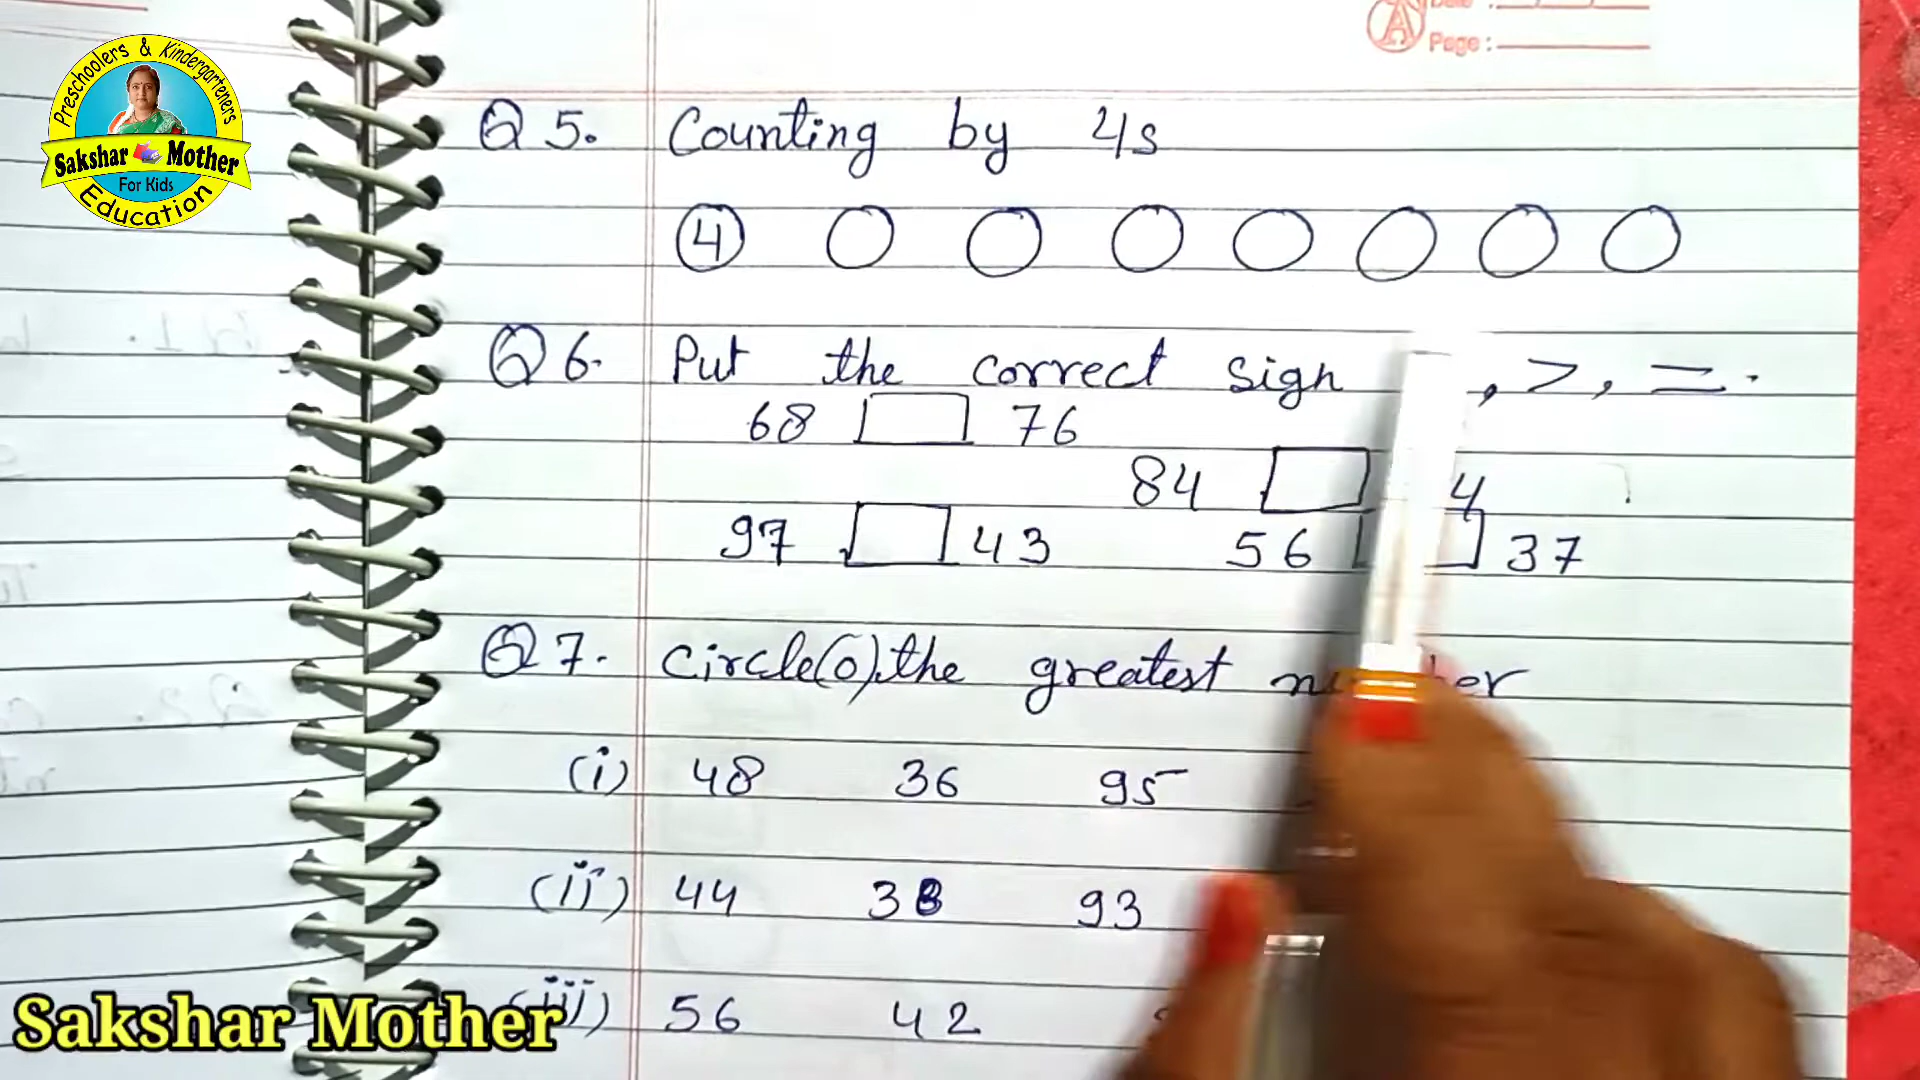 Preschoolers & Kindergarteners
Sakshar Mother
For Kids
Education
Page :
Q 5. Counting by 4s
4
Q 6. Put the correct sign , >, =.
68 76
84 4
97 43 56 37
Q 7. Circle(O).the greatest
(i) 48 36 95
(ii) 44 38 93
(iii) 56 42
Sakshar Mother